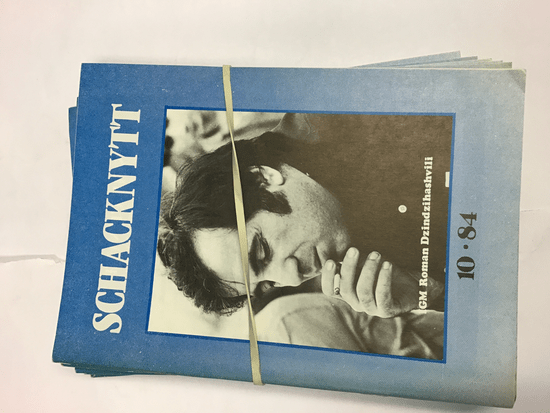 SCHACKNYTT
GM Roman Dzindzihashvili
10·84